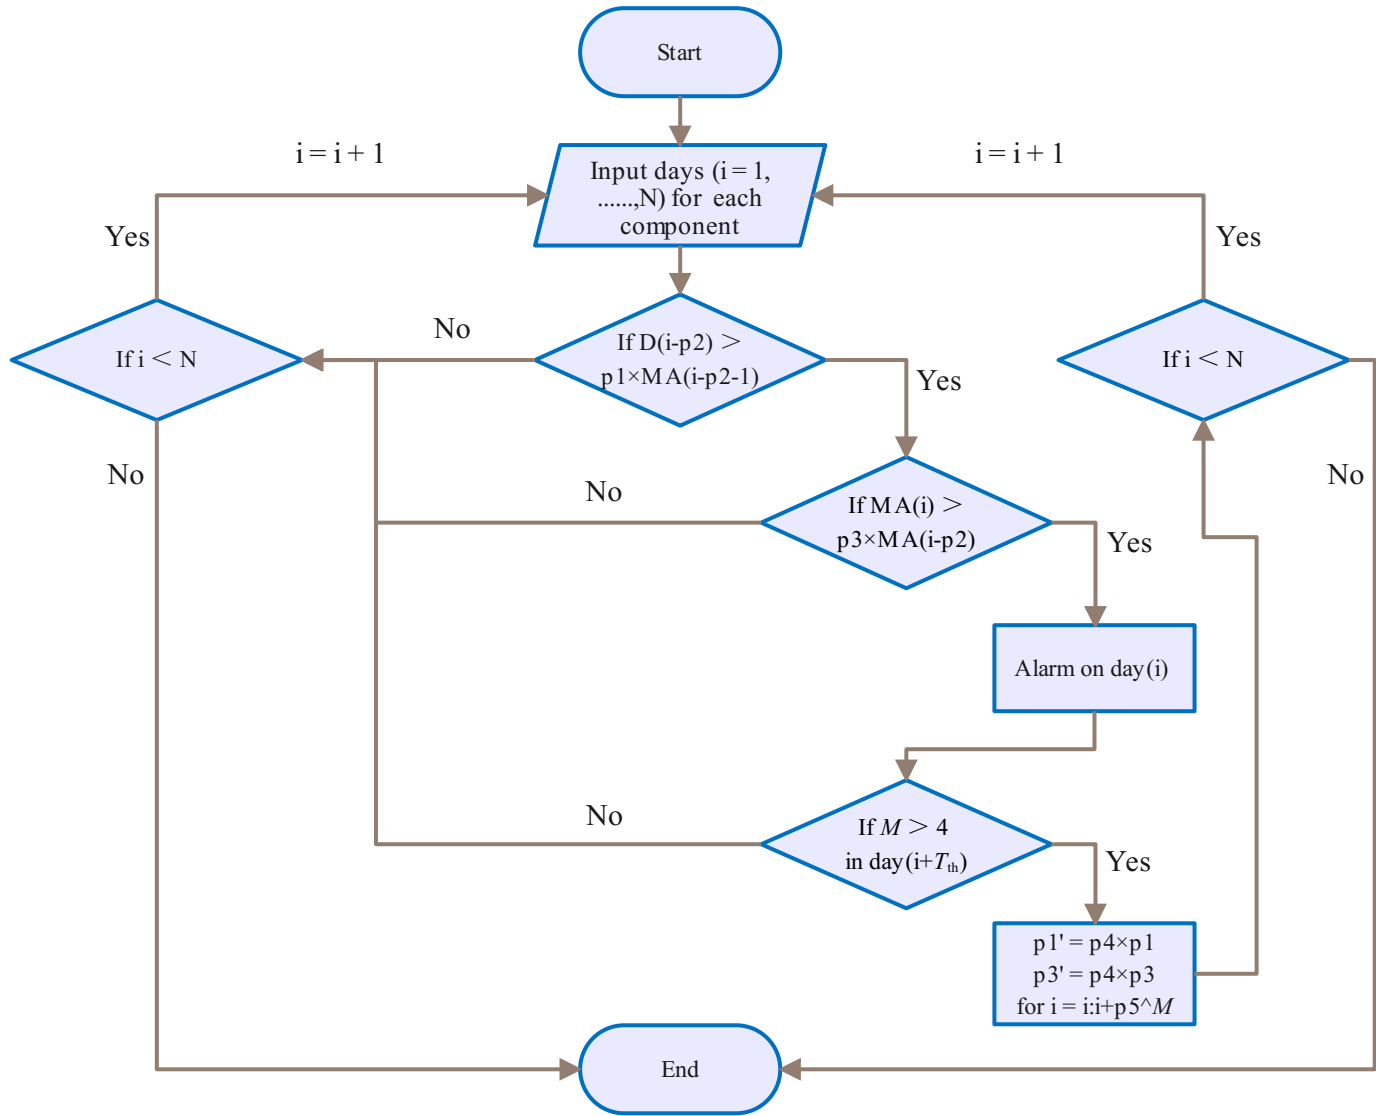 Start
i = i + 1
i = i + 1
Input days (i = 1,
......,N) for each
component
Yes
Yes
No
If i < N
If D(i-p2) >
p1×MA(i-p2-1)
Yes
If i < N
No
No
No
If MA(i) >
p3×MA(i-p2)
Yes
Alarm on day(i)
No
If M > 4
in day(i+Tth)
Yes
p1' = p4×p1
p3' = p4×p3
for i = i:i+p5^M
End